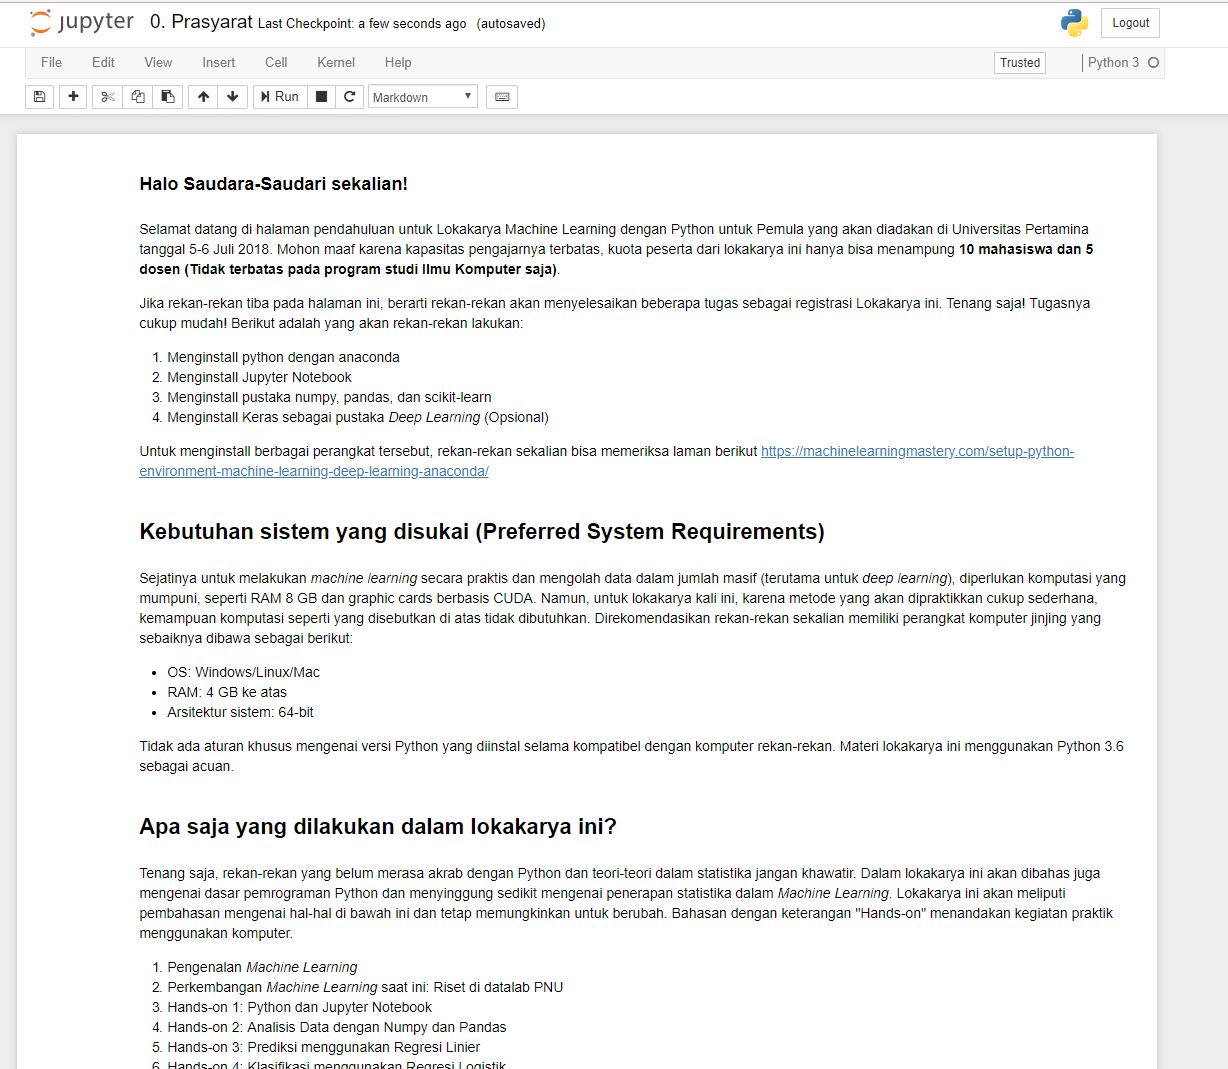 jupyter 0. Prasyarat Last Checkpoint: a few seconds ago (autosaved)
Logout
File Edit View Insert Cell Kernel Help
Trusted
Python 3
Run
Markdown
Halo Saudara-Saudari sekalian!
Selamat datang di halaman pendahuluan untuk Lokakarya Machine Learning dengan Python untuk Pemula yang akan diadakan di Universitas Pertamina
tanggal 5-6 Juli 2018. Mohon maaf karena kapasitas pengajarnya terbatas, kuota peserta dari lokakarya ini hanya bisa menampung 10 mahasiswa dan 5
dosen (Tidak terbatas pada program studi Ilmu Komputer saja).
Jika rekan-rekan tiba pada halaman ini, berarti rekan-rekan akan menyelesaikan beberapa tugas sebagai registrasi Lokakarya ini. Tenang saja! Tugasnya
cukup mudah! Berikut adalah yang akan rekan-rekan lakukan:
1. Menginstall python dengan anaconda
2. Menginstall Jupyter Notebook
3. Menginstall pustaka numpy, pandas, dan scikit-learn
4. Menginstall Keras sebagai pustaka Deep Learning (Opsional)
Untuk menginstall berbagai perangkat tersebut, rekan-rekan sekalian bisa memeriksa laman berikut https://machinelearningmastery.com/setup-python-
environment-machine-learning-deep-learning-anaconda/
Kebutuhan sistem yang disukai (Preferred System Requirements)
Sejatinya untuk melakukan machine learning secara praktis dan mengolah data dalam jumlah masif (terutama untuk deep learning), diperlukan komputasi yang
mumpuni, seperti RAM 8 GB dan graphic cards berbasis CUDA. Namun, untuk lokakarya kali ini, karena metode yang akan dipraktikkan cukup sederhana,
kemampuan komputasi seperti yang disebutkan di atas tidak dibutuhkan. Direkomendasikan rekan-rekan sekalian memiliki perangkat komputer jinjing yang
sebaiknya dibawa sebagai berikut:
• OS: Windows/Linux/Mac
• RAM: 4 GB ke atas
• Arsitektur sistem: 64-bit
Tidak ada aturan khusus mengenai versi Python yang diinstal selama kompatibel dengan komputer rekan-rekan. Materi lokakarya ini menggunakan Python 3.6
sebagai acuan.
Apa saja yang dilakukan dalam lokakarya ini?
Tenang saja, rekan-rekan yang belum merasa akrab dengan Python dan teori-teori dalam statistika jangan khawatir. Dalam lokakarya ini akan dibahas juga
mengenai dasar pemrograman Python dan menyinggung sedikit mengenai penerapan statistika dalam Machine Learning. Lokakarya ini akan meliputi
pembahasan mengenai hal-hal di bawah ini dan tetap memungkinkan untuk berubah. Bahasan dengan keterangan "Hands-on" menandakan kegiatan praktik
menggunakan komputer.
1. Pengenalan Machine Learning
2. Perkembangan Machine Learning saat ini: Riset di datalab PNU
3. Hands-on 1: Python dan Jupyter Notebook
4. Hands-on 2: Analisis Data dengan Numpy dan Pandas
5. Hands-on 3: Prediksi menggunakan Regresi Linier
6. Hands-on 4: Klasifikasi menggunakan Regresi Logistik